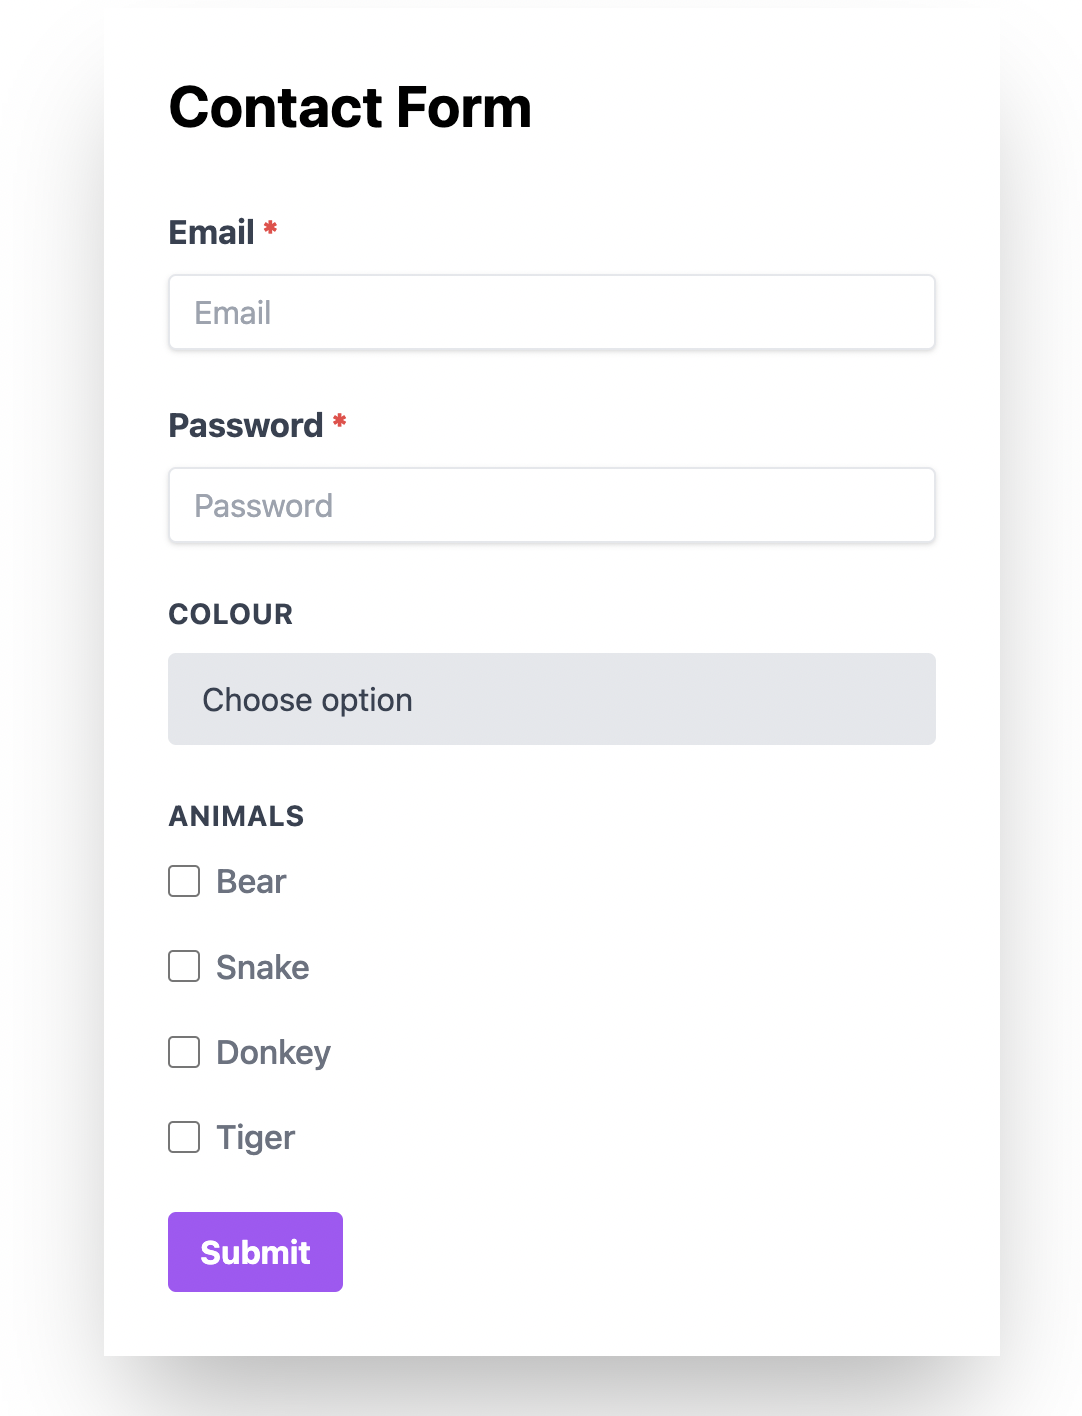 Contact Form
Email *
Email
Password *
Password
COLOUR
Choose option
ANIMALS
Bear
Snake
Donkey
Tiger
Submit